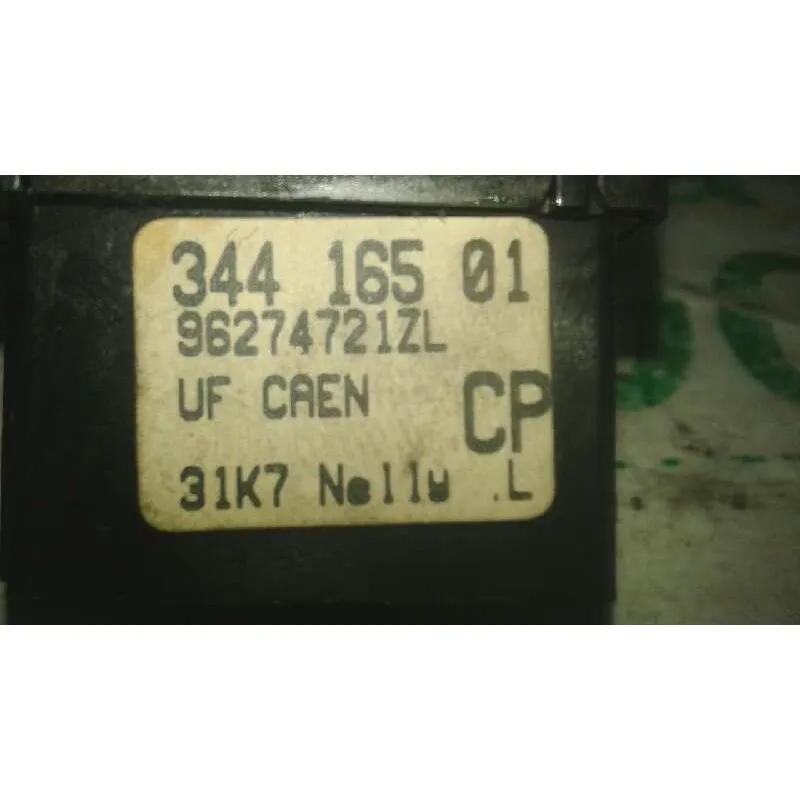 344 165 01
96274721ZL
UF CAEN CP
31K7 Nelly .L